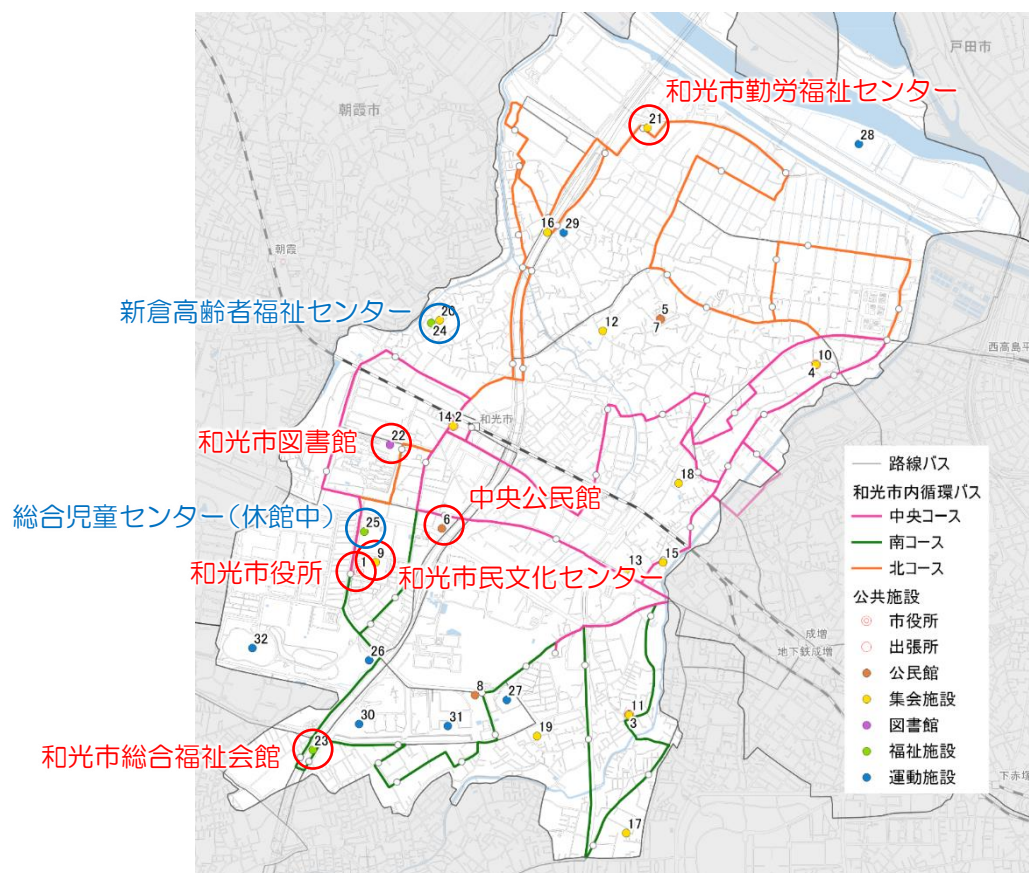 戸田市
和光市勤労福祉センター
朝霞市
21
28
16
29
朝霞
新倉高齢者福祉センター
20
24
5
7
12
西高島平
10
4
14
2
和光市
和光市図書館
22
18
中央公民館
総合児童センター(休館中)
25
6
和光市役所
1
9
和光市民文化センター
13
15
成増
地下鉄成増
32
26
8
27
11
3
30
31
19
和光市総合福祉会館
23
17
下赤塚
路線バス
和光市内循環バス
中央コース
南コース
北コース
公共施設
市役所
出張所
公民館
集会施設
図書館
福祉施設
運動施設